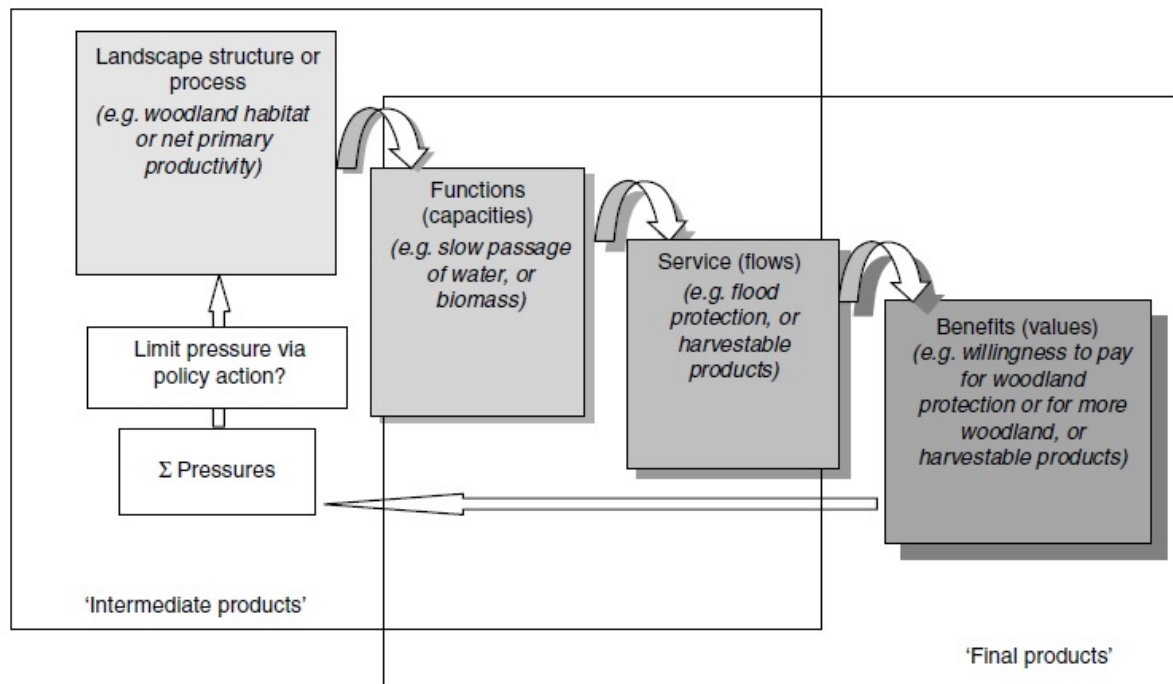 Landscape structure or
process
(e.g. woodland habitat
or net primary
productivity)
Functions
(capacities)
(e.g. slow passage
of water, or
biomass)
Service (flows)
(e.g. flood
protection, or
harvestable
products)
Benefits (values)
(e.g. willingness to pay
for woodland
protection or for more
woodland, or
harvestable products)
Limit pressure via
policy action?
Σ Pressures
‘Intermediate products’
‘Final products’